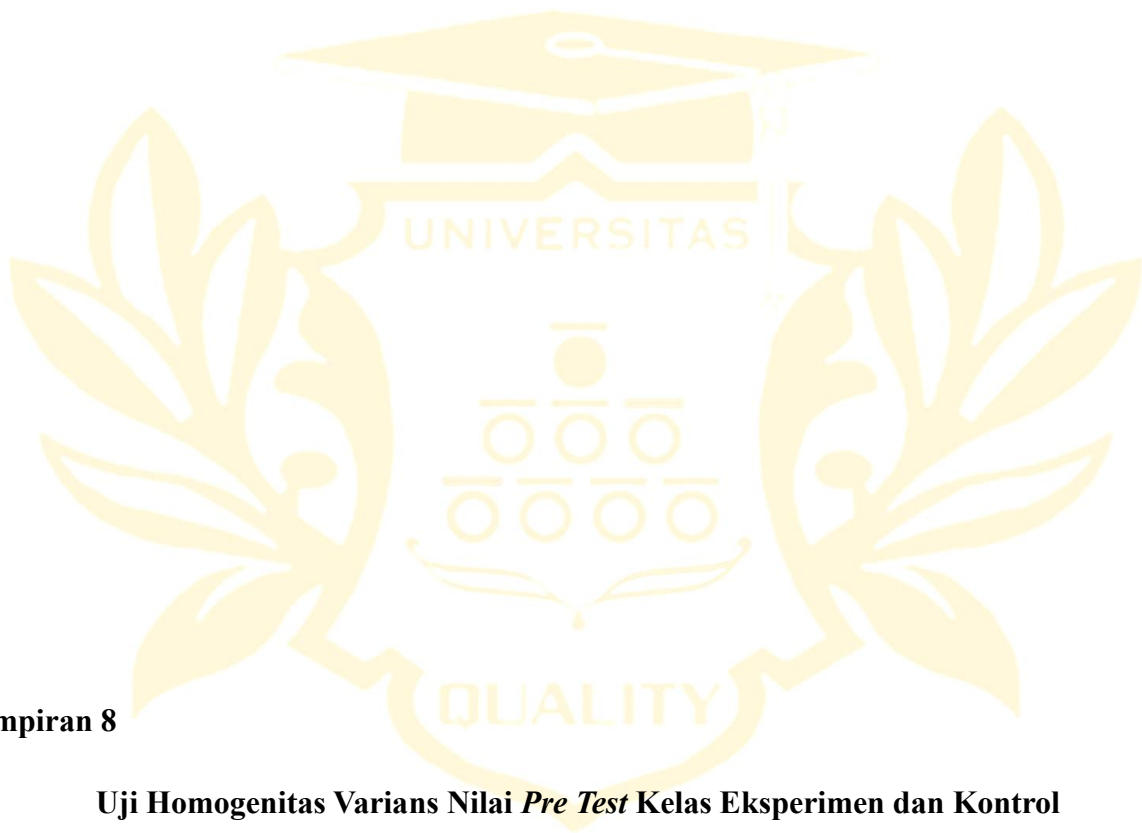 UNIVERSITAS
QUALITY
mpiran 8
Uji Homogenitas Varians Nilai Pre Test Kelas Eksperimen dan Kontrol